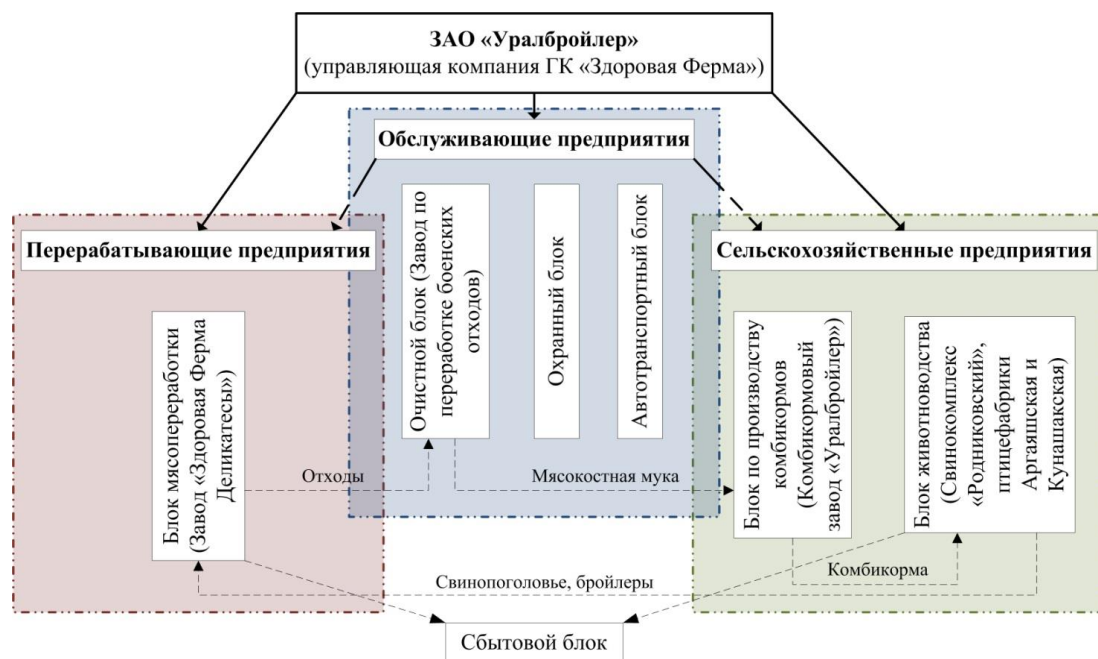 ЗАО «Уралбройлер»
(управляющая компания ГК «Здоровая Ферма»)
Обслуживающие предприятия
Перерабатывающие предприятия
Сельскохозяйственные предприятия
Блок мясопереработки
(Завод «Здоровая Ферма
Деликатесы»)
Очистной блок (Завод по
переработке боенских
отходов)
Охранный блок
Автотранспортный блок
Блок по производству
комбикормов
(Комбикормовый
завод «Уралбройлер»)
Блок животноводства
(Свинокомплекс
«Родниковский»,
птицефабрики
Аргаяшская и
Кунашакская)
Отходы
Мясокостная мука
Комбикорма
Свинопоголовье, бройлеры
Сбытовой блок